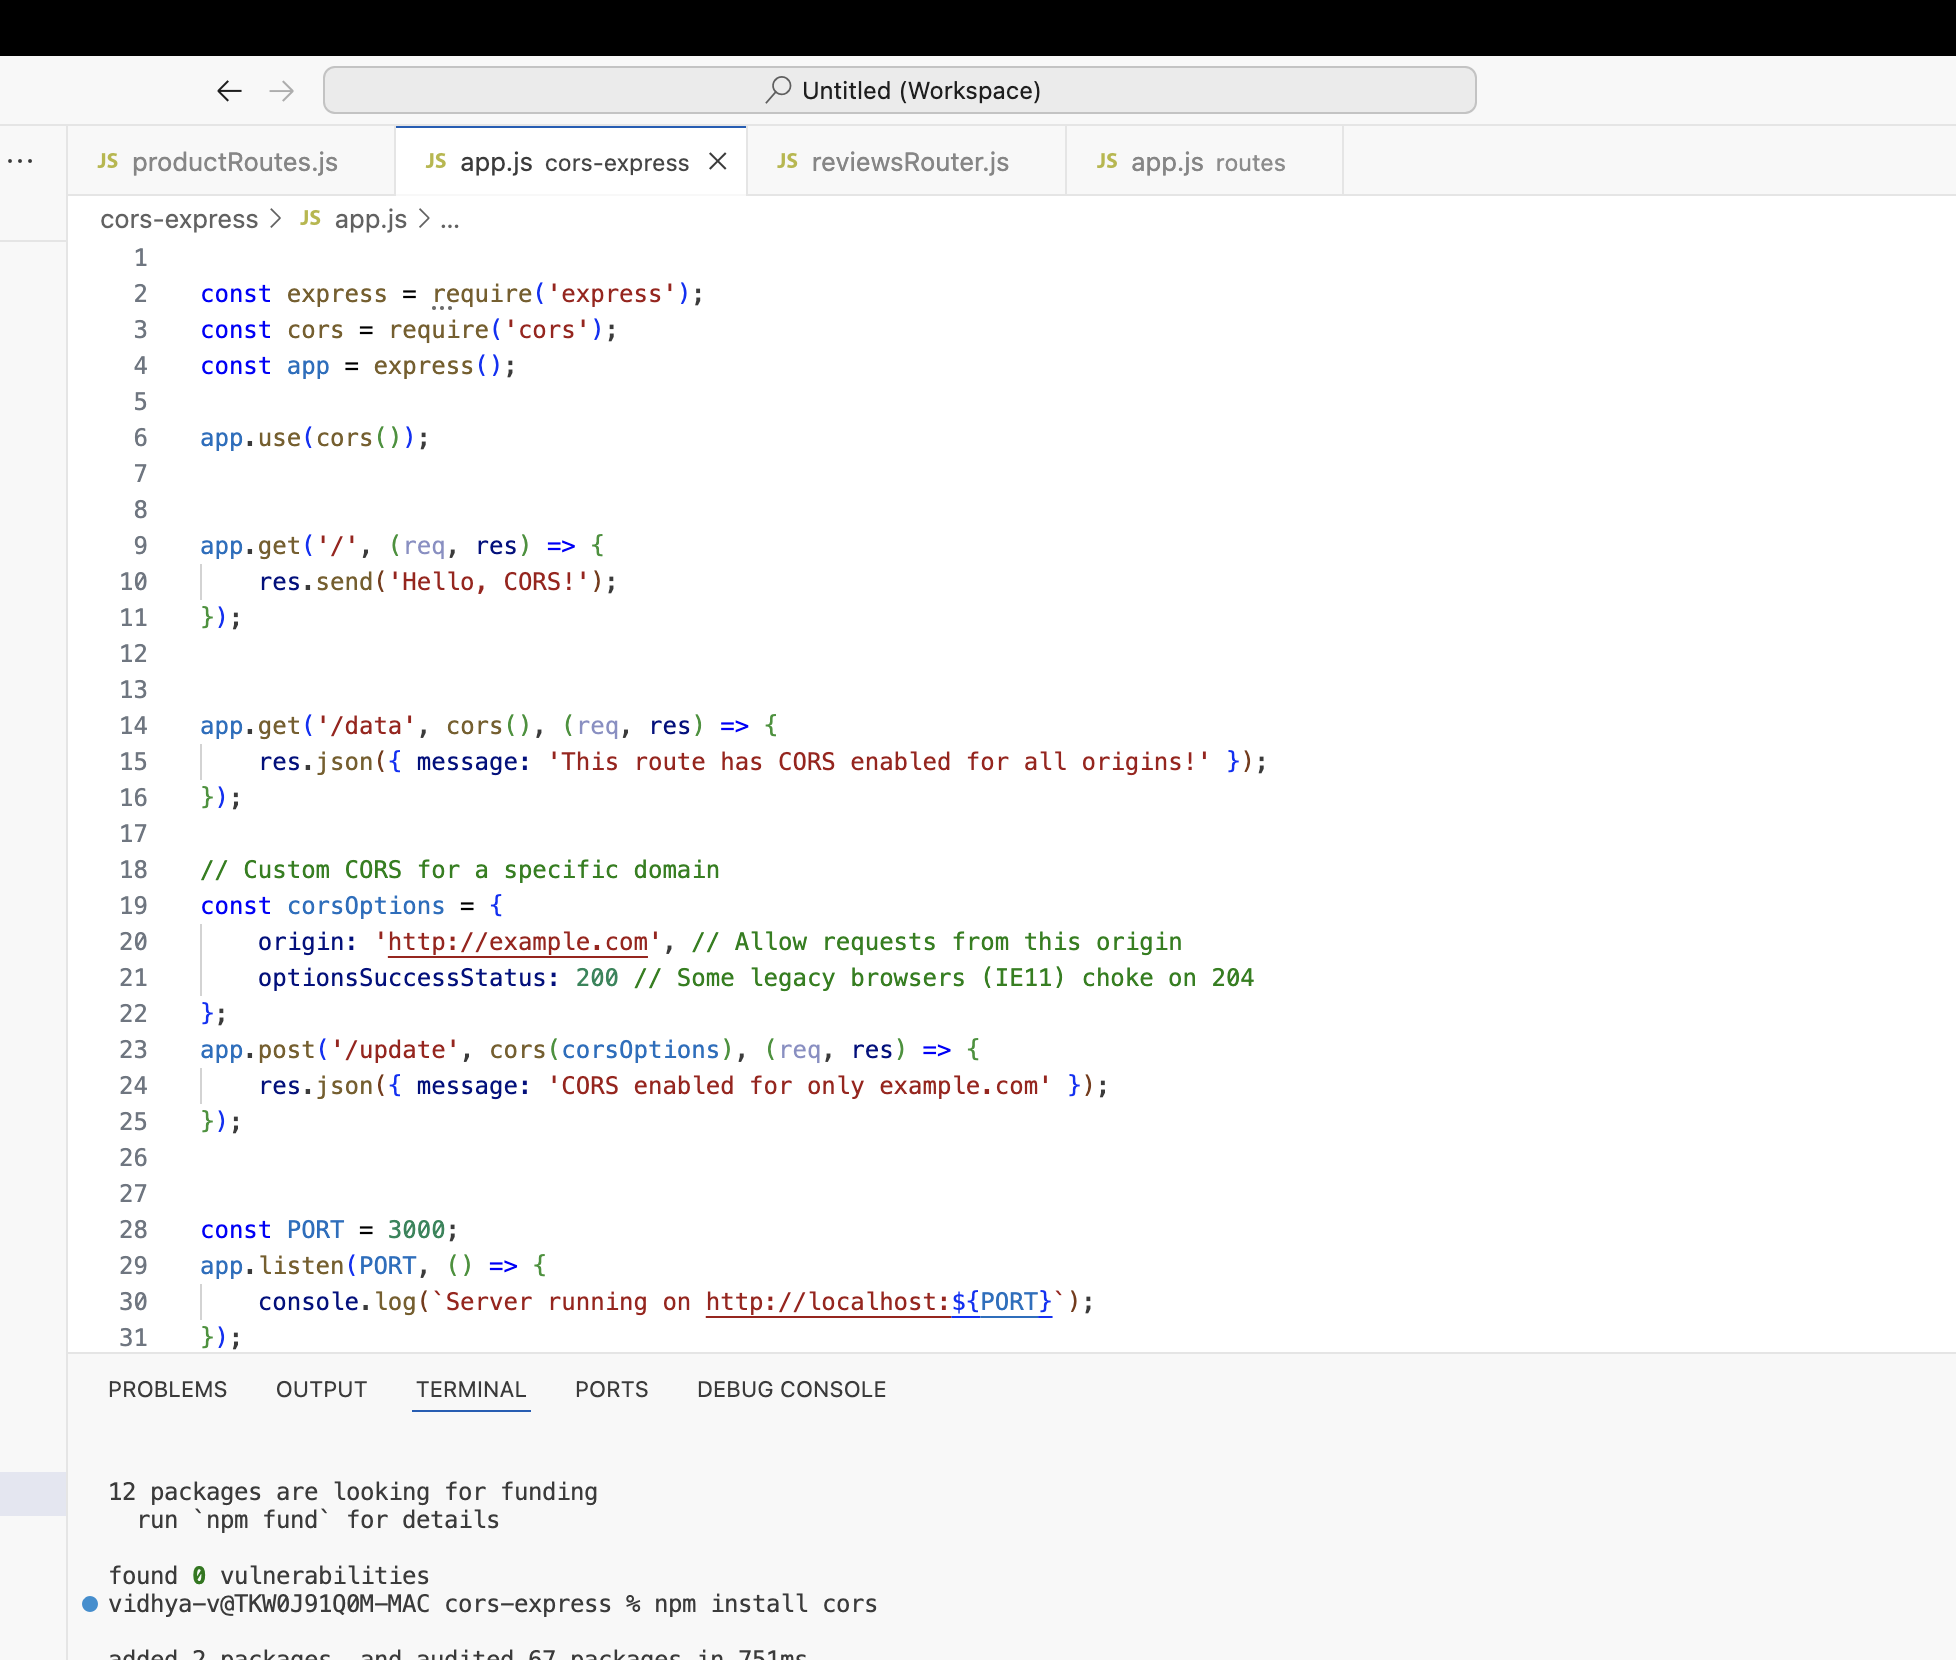 Untitled (Workspace)
...
JS productRoutes.js
JS app.js cors-express
JS reviewsRouter.js
JS app.js routes
cors-express > JS app.js > ...
1
2 const express = require('express');
3 const cors = require('cors');
4 const app = express();
5
6 app.use(cors());
7
8
9 app.get('/', (req, res) => {
10     res.send('Hello, CORS!');
11 });
12
13
14 app.get('/data', cors(), (req, res) => {
15     res.json({ message: 'This route has CORS enabled for all origins!' });
16 });
17
18 // Custom CORS for a specific domain
19 const corsOptions = {
20     origin: 'http://example.com', // Allow requests from this origin
21     optionsSuccessStatus: 200 // Some legacy browsers (IE11) choke on 204
22 };
23 app.post('/update', cors(corsOptions), (req, res) => {
24     res.json({ message: 'CORS enabled for only example.com' });
25 });
26
27
28 const PORT = 3000;
29 app.listen(PORT, () => {
30     console.log(`Server running on http://localhost:${PORT}`);
31 });
PROBLEMS OUTPUT TERMINAL PORTS DEBUG CONSOLE
12 packages are looking for funding
  run `npm fund` for details
found 0 vulnerabilities
vidhya-v@TKW0J91Q0M-MAC cors-express % npm install cors
added 2 packages, and audited 67 packages in 751ms